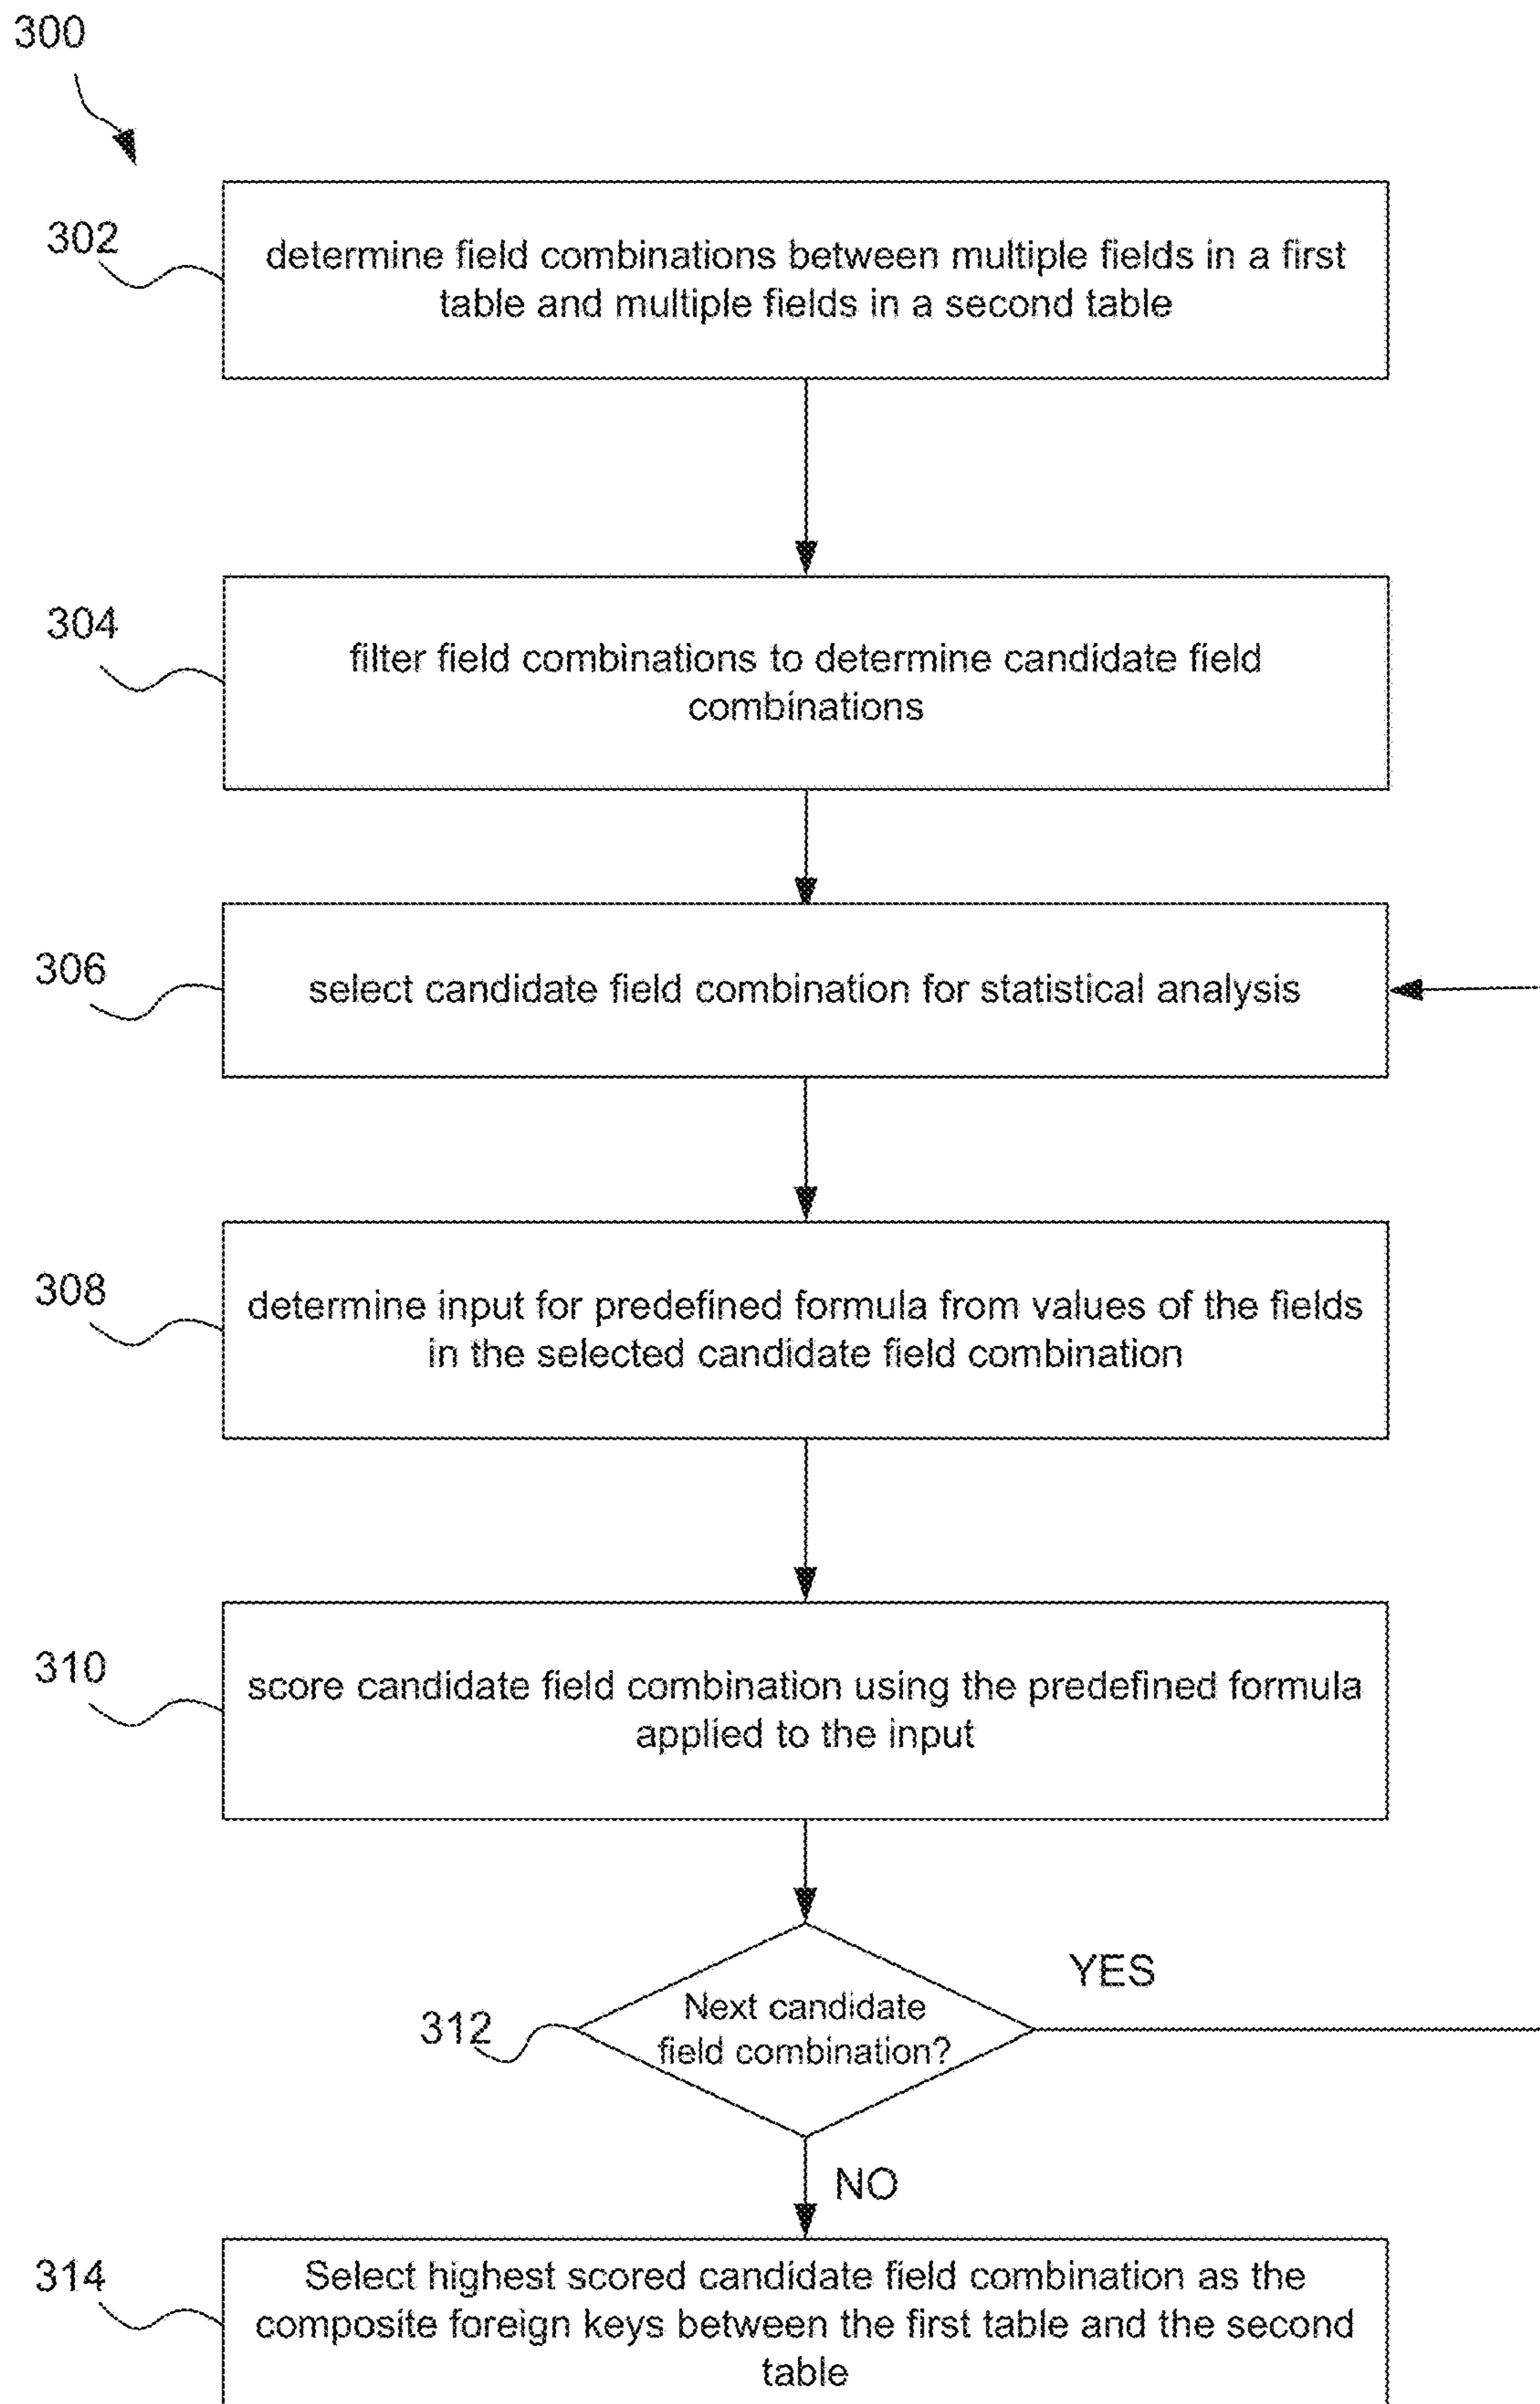 300
302
determine field combinations between multiple fields in a first
table and multiple fields in a second table
304
filter field combinations to determine candidate field
combinations
306
select candidate field combination for statistical analysis
308
determine input for predefined formula from values of the fields
in the selected candidate field combination
310
score candidate field combination using the predefined formula
applied to the input
YES
312
Next candidate
field combination?
NO
314
Select highest scored candidate field combination as the
composite foreign keys between the first table and the second
table